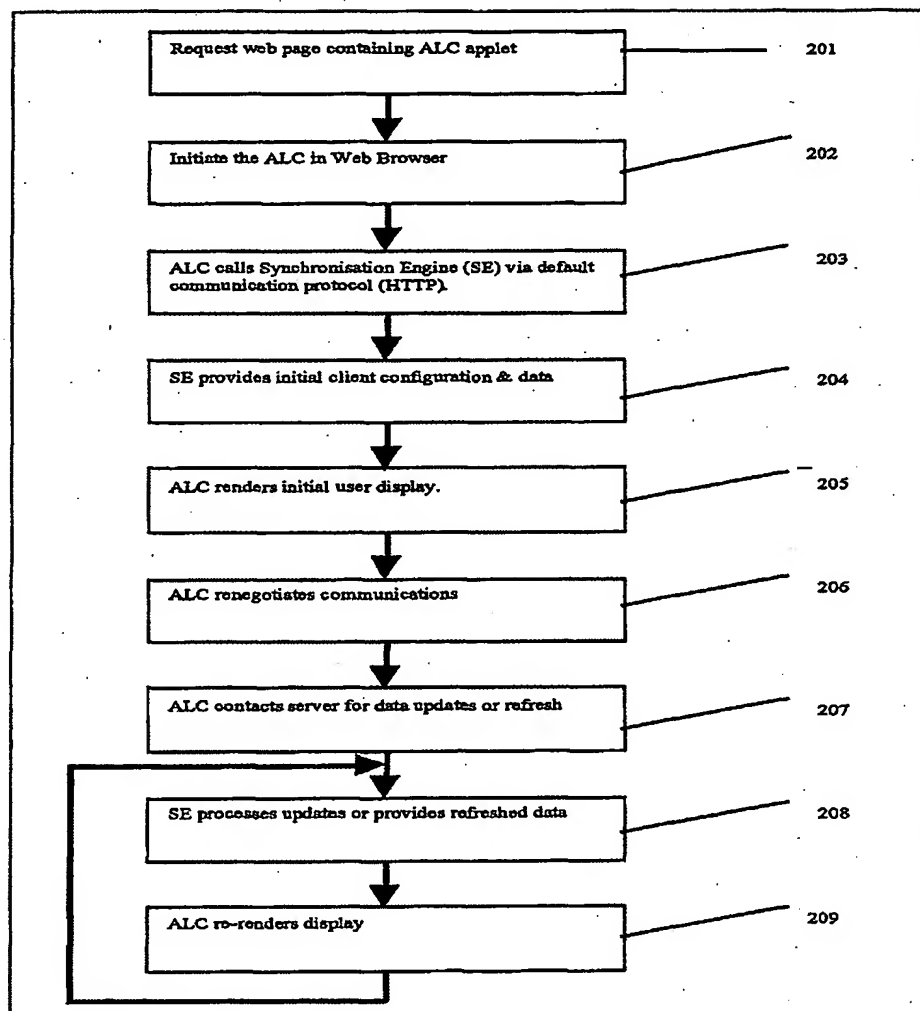 Request web page containing ALC applet
201
Initiate the ALC in Web Browser
202
ALC calls Synchronisation Engine (SE) via default
communication protocol (HTTP).
203
SE provides initial client configuration & data
204
ALC renders initial user display.
205
ALC renegotiates communications
206
ALC contacts server for data updates or refresh
207
SE processes updates or provides refreshed data
208
ALC re-renders display
209